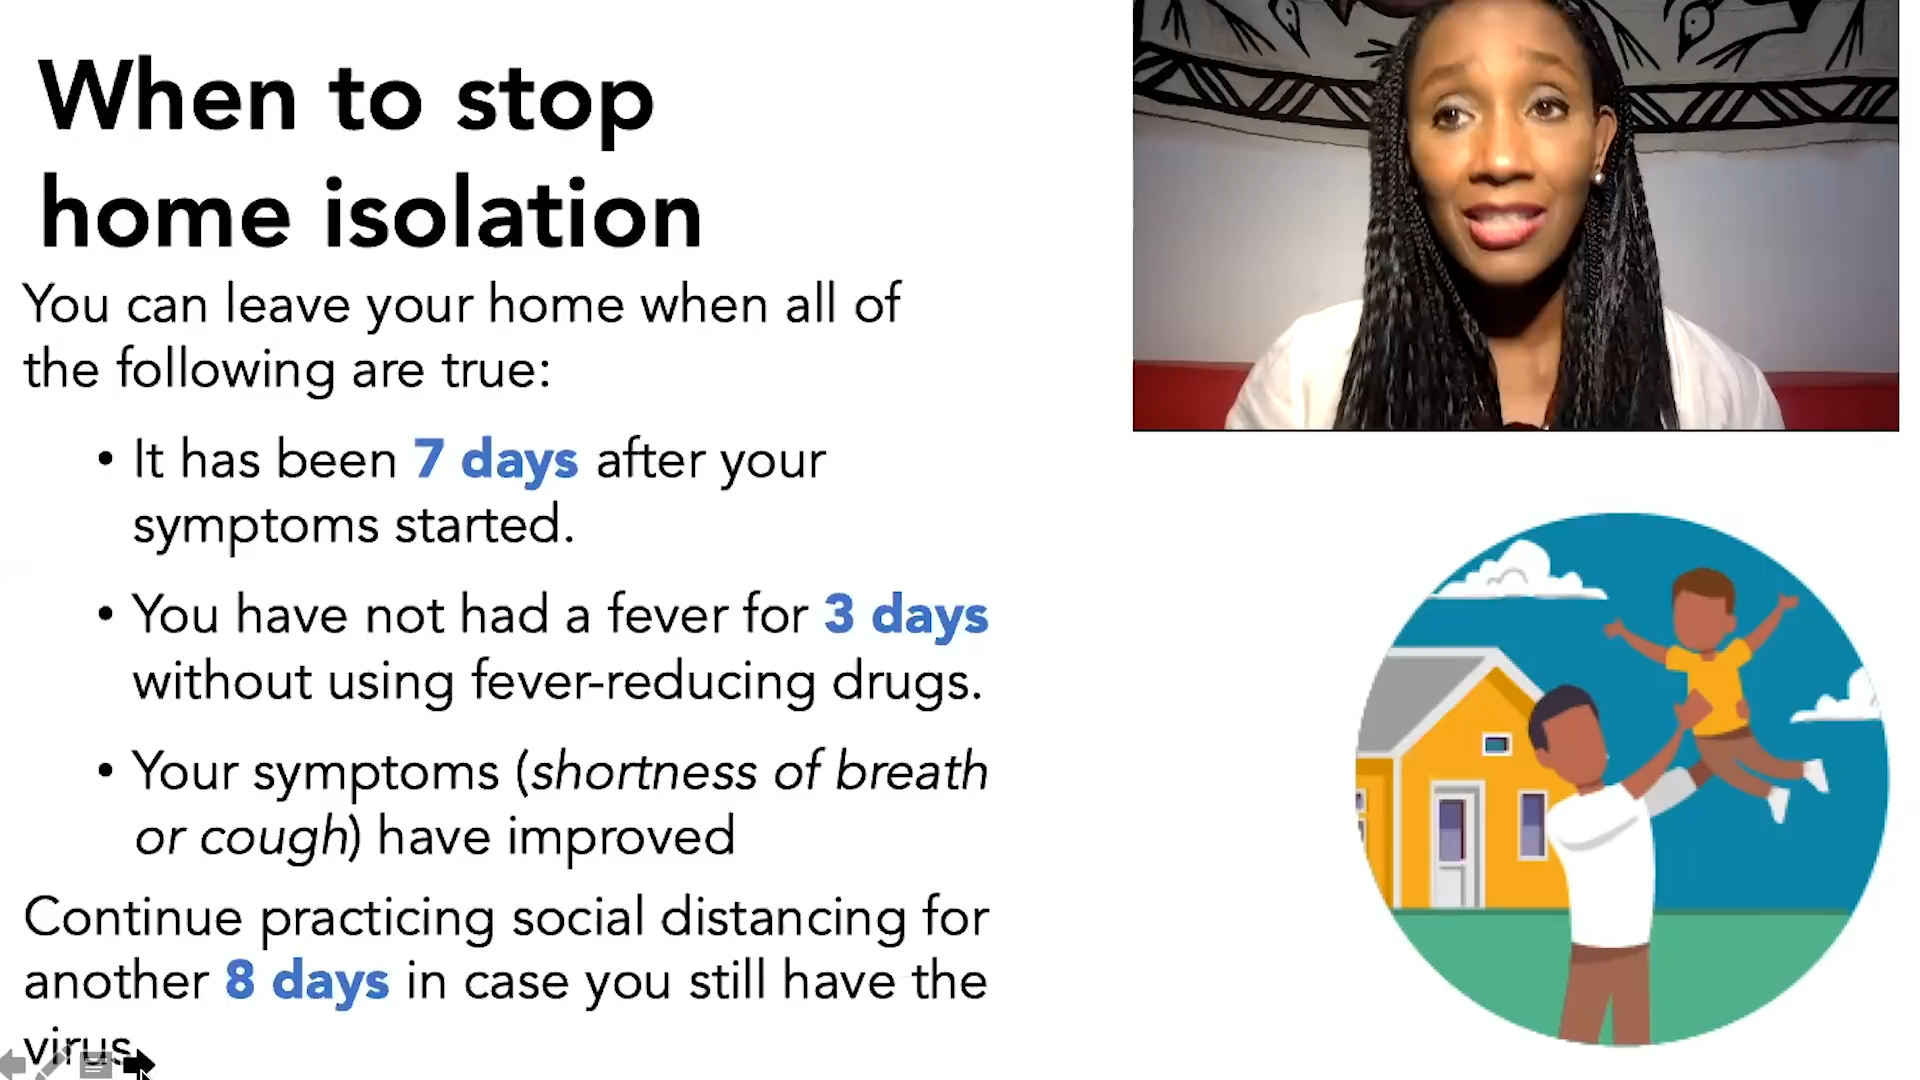 When to stop
home isolation
You can leave your home when all of
the following are true:
• It has been 7 days after your
symptoms started.
• You have not had a fever for 3 days
without using fever-reducing drugs.
• Your symptoms (shortness of breath
or cough) have improved
Continue practicing social distancing for
another 8 days in case you still have the
virus.